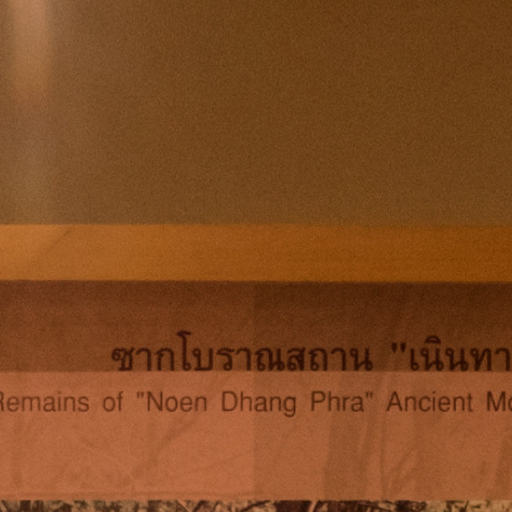 ซากโบราณสถาน "เนินทา
Remains of "Noen Dhang Phra" Ancient Mo